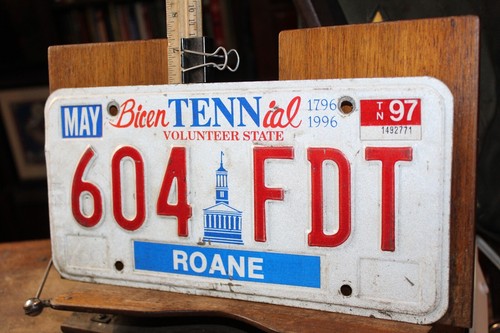 MAY
BicenTENNial
1796
1996
TN 97
1492771
VOLUNTEER STATE
604 FDT
ROANE